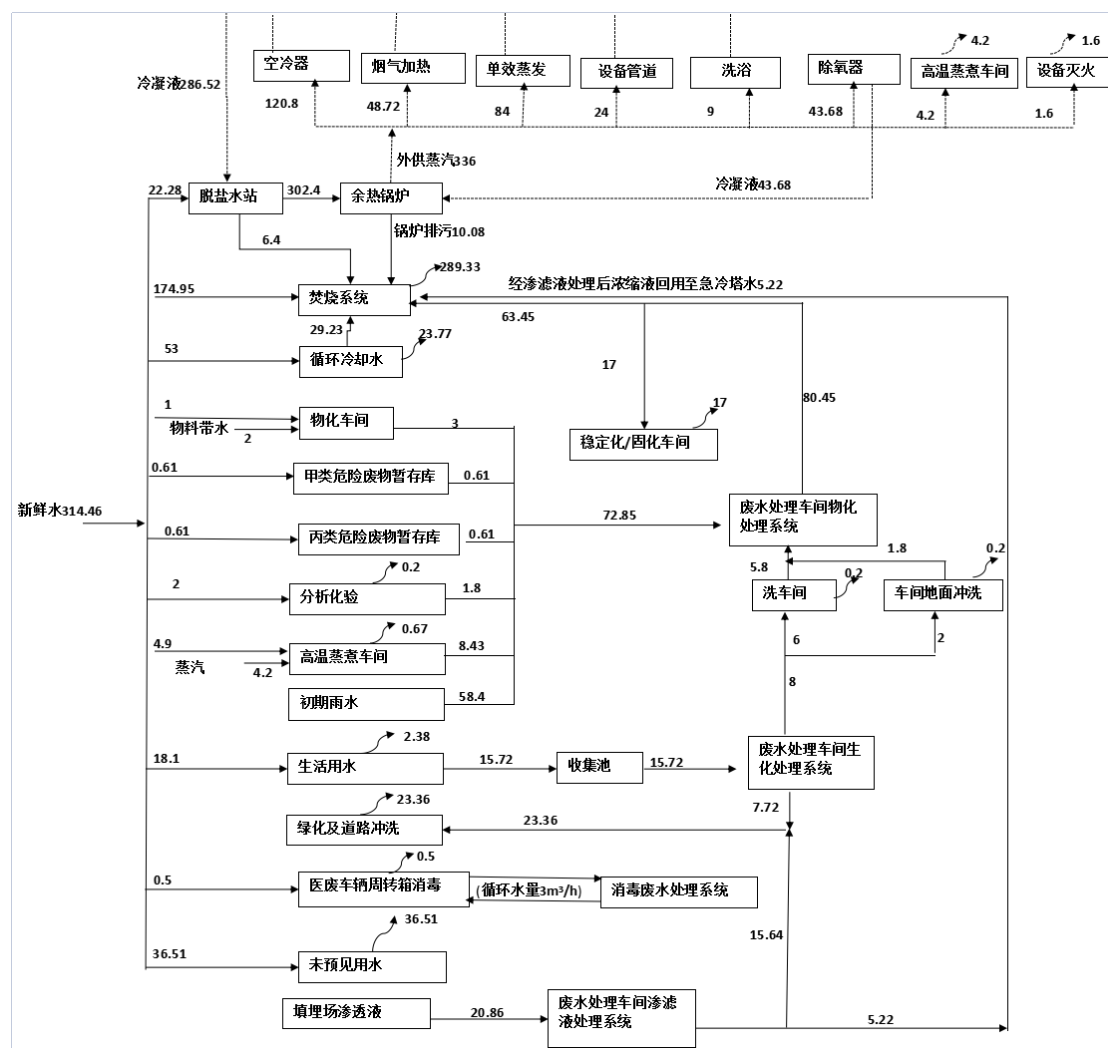 4.2
1.6
空冷器
烟气加热
单效蒸发
设备管道
洗浴
除氧器
高温蒸煮车间
设备灭火
冷凝液286.52
120.8
48.72
84
24
9
43.68
4.2
1.6
外供蒸汽336
冷凝液43.68
22.28
脱盐水站
302.4
余热锅炉
锅炉排污10.08
6.4
289.33
174.95
焚烧系统
经渗滤液处理后浓缩液回用至急冷塔水5.22
63.45
29.23
23.77
53
循环冷却水
17
80.45
1
物化车间
3
17
物料带水
2
稳定化/固化车间
0.61
甲类危险废物暂存库
0.61
新鲜水314.46
废水处理车间物化
处理系统
72.85
0.61
丙类危险废物暂存库
0.61
1.8
0.2
0.2
5.8
0.2
2
分析化验
1.8
洗车间
车间地面冲洗
4.9
0.67
高温蒸煮车间
8.43
蒸汽
4.2
6
2
初期雨水
58.4
8
18.1
2.38
生活用水
15.72
收集池
15.72
废水处理车间生
化处理系统
7.72
23.36
绿化及道路冲洗
23.36
0.5
0.5
医废车辆周转箱消毒
(循环水量3m³/h)
消毒废水处理系统
36.51
15.64
36.51
未预见用水
填埋场渗透液
20.86
废水处理车间渗滤
液处理系统
5.22